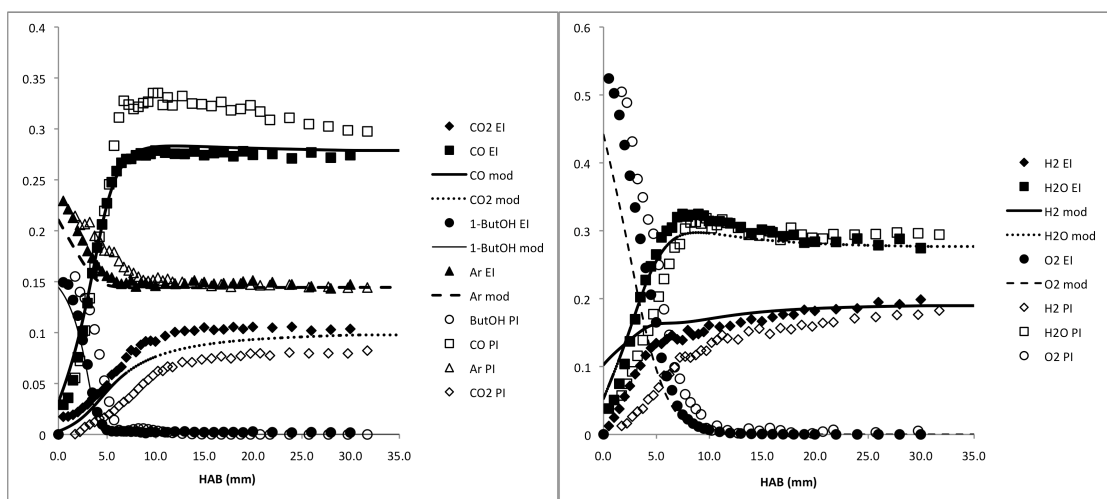 0.4
0.35
0.3
0.25
0.2
0.15
0.1
0.05
0
0.0 5.0 10.0 15.0 20.0 25.0 30.0 35.0
HAB (mm)
CO2 EI
CO EI
CO mod
CO2 mod
1-ButOH EI
1-ButOH mod
Ar EI
Ar mod
ButOH PI
CO PI
Ar PI
CO2 PI
0.6
0.5
0.4
0.3
0.2
0.1
0
0.0 5.0 10.0 15.0 20.0 25.0 30.0 35.0
HAB (mm)
H2 EI
H2O EI
H2 mod
H2O mod
O2 EI
O2 mod
H2 PI
H2O PI
O2 PI